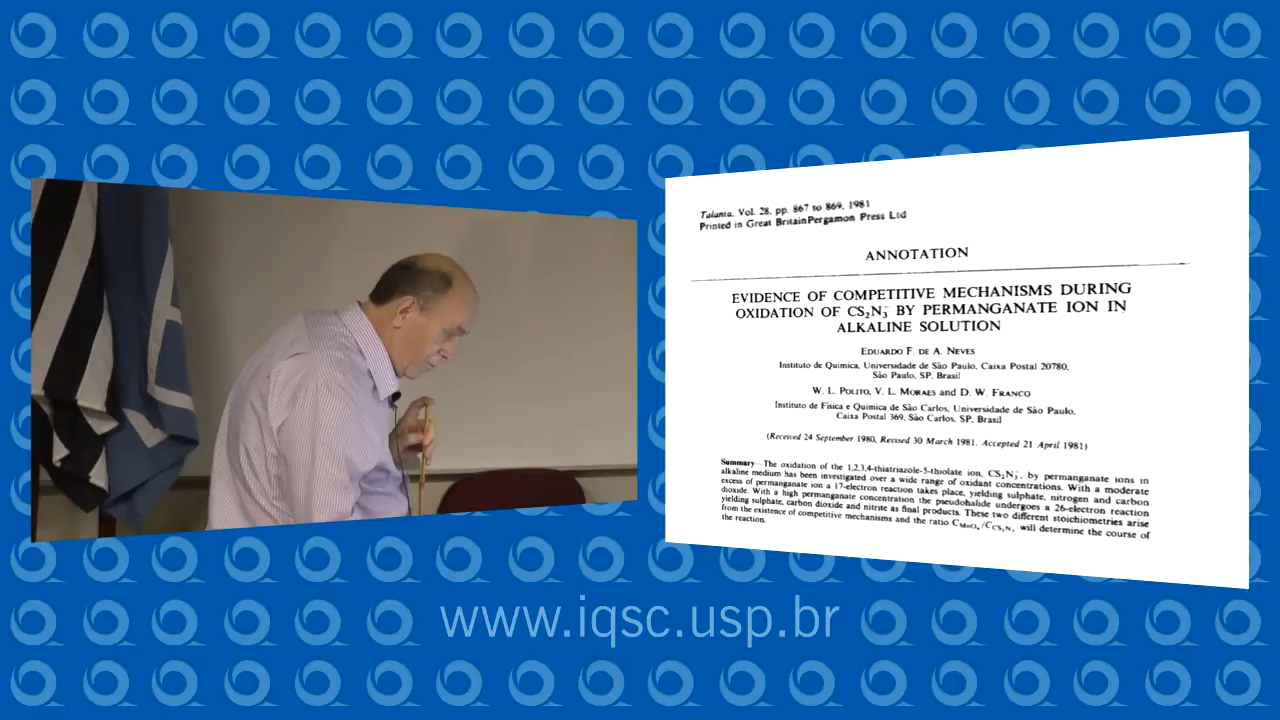 Talanta, Vol. 28, pp. 867 to 869, 1981
Printed in Great BritainPergamon Press Ltd
ANNOTATION
EVIDENCE OF COMPETITIVE MECHANISMS DURING
OXIDATION OF CS₂N₃⁻ BY PERMANGANATE ION IN
ALKALINE SOLUTION
EDUARDO F. DE A. NEVES
Instituto de Quimica, Universidade de São Paulo, Caixa Postal 20780,
São Paulo, SP, Brasil
W. L. POLITO, V. L. MORAES and D. W. FRANCO
Instituto de Física e Quimica de São Carlos, Universidade de São Paulo,
Caixa Postal 369, São Carlos, SP, Brasil
(Received 24 September 1980, Revised 30 March 1981. Accepted 21 April 1981)
Summary—The oxidation of the 1,2,3,4-thiatriazole-5-thiolate ion, CS₂N₃⁻, by permanganate ions in
alkaline medium has been investigated over a wide range of oxidant concentrations. With a moderate
excess of permanganate ion a 17-electron reaction takes place, yielding sulphate, nitrogen and carbon
dioxide. With a high permanganate concentration the pseudohalide undergoes a 26-electron reaction
yielding sulphate, carbon dioxide and nitrite as final products. These two different stoichiometries arise
from the existence of competitive mechanisms and the ratio C_MnO₄⁻/C_CS₂N₃⁻ will determine the course of
the reaction.
www.iqsc.usp.br